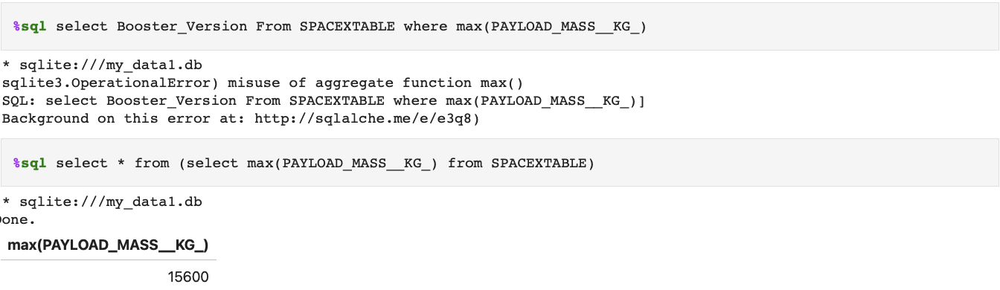 %sql select Booster_Version From SPACEXTABLE where max(PAYLOAD_MASS__KG_)
* sqlite:///my_data1.db
sqlite3.OperationalError) misuse of aggregate function max()
SQL: select Booster_Version From SPACEXTABLE where max(PAYLOAD_MASS__KG_)]
Background on this error at: http://sqlalche.me/e/e3q8)
%sql select * from (select max(PAYLOAD_MASS__KG_) from SPACEXTABLE)
* sqlite:///my_data1.db
Done.
max(PAYLOAD_MASS__KG_)
15600